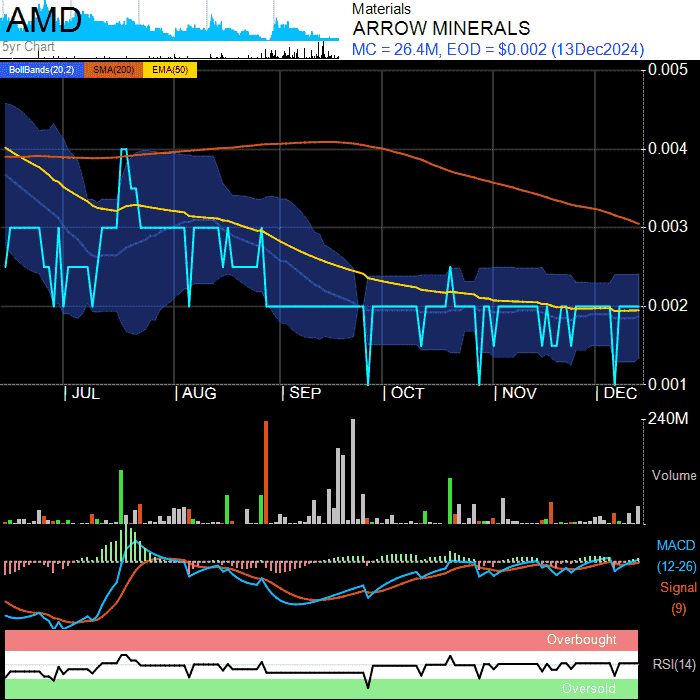 AMD
5yr Chart
Materials
ARROW MINERALS
MC = 26.4M, EOD = $0.002 (13Dec2024)
BollBands(20,2) SMA(200) EMA(50)
0.005
0.004
0.003
0.002
0.001
JUL AUG SEP OCT NOV DEC
240M
Volume
MACD
(12-26)
Signal
(9)
Overbought
RSI(14)
Oversold